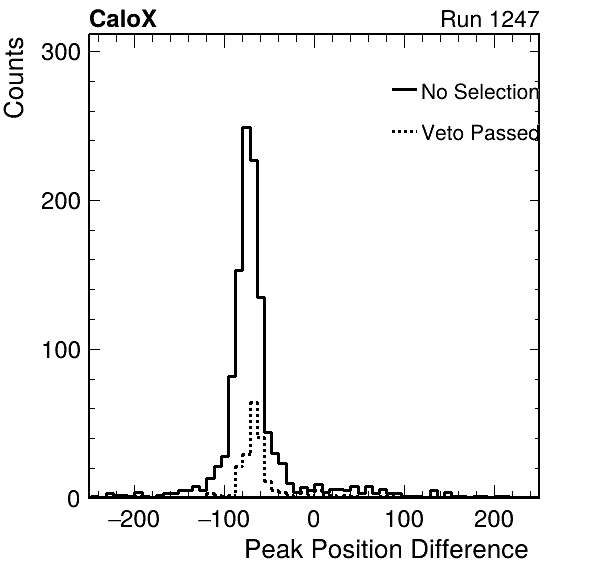 CaloX Run 1247
Counts
300
No Selection
Veto Passed
200
100
0
−200 −100 0 100 200
Peak Position Difference